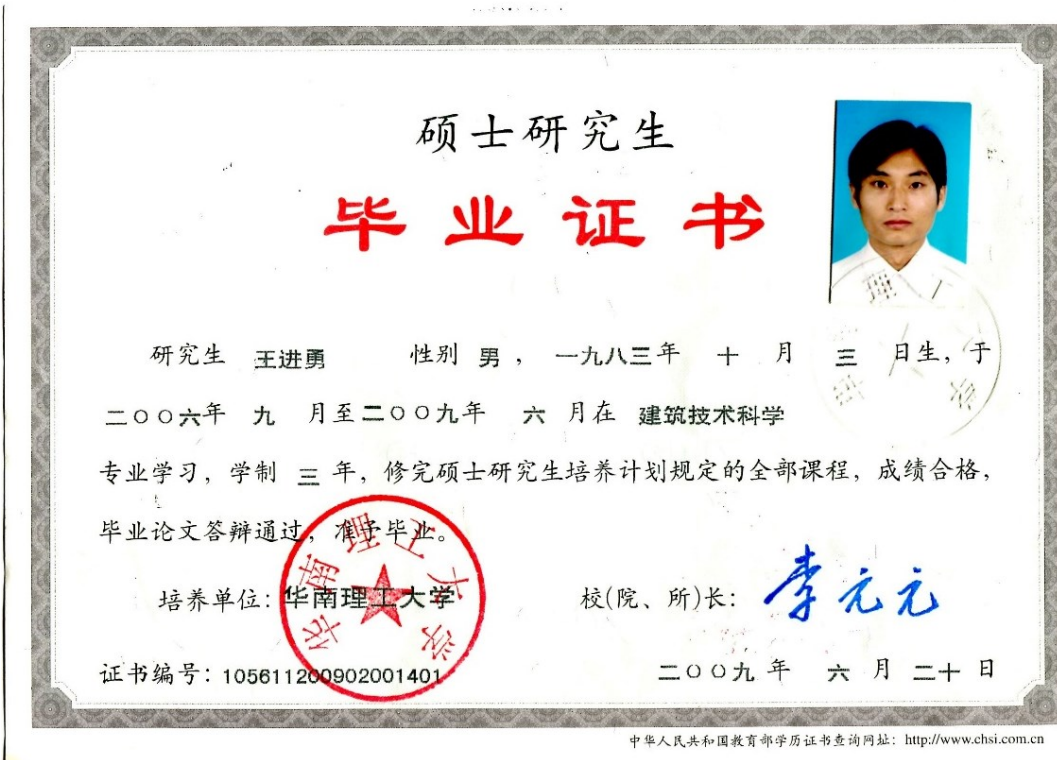 硕士研究生
毕业证书
研究生 王进勇 性别 男 ， 一九八三年 十 月 三 日生，于
二〇〇六年 九 月至二〇〇九年 六 月在 建筑技术科学
专业学习，学制 三 年，修完硕士研究生培养计划规定的全部课程，成绩合格，
毕业论文答辩通过，准予毕业。
培养单位：华南理工大学
校(院、所)长：李元元
华南理工大学
证书编号：105611200902001401
二〇〇九 年 六 月 二十 日
中华人民共和国教育部学历证书查询网址：http://www.chsi.com.cn